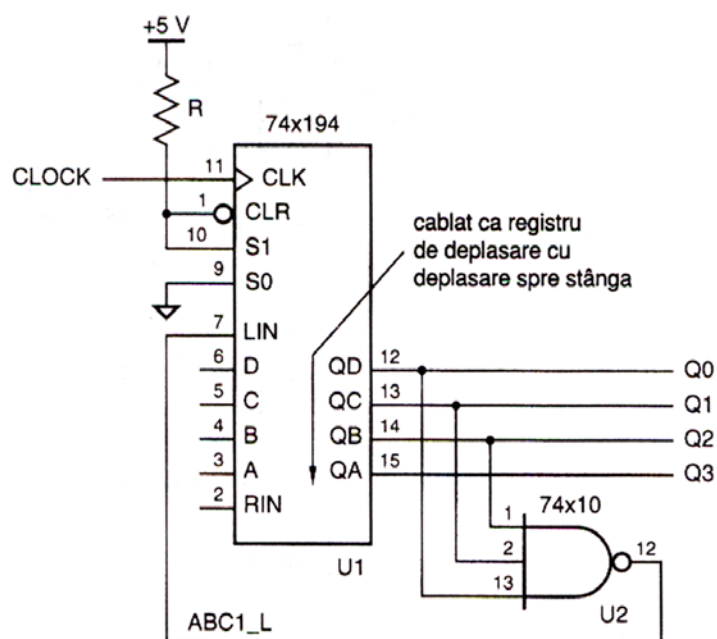 +5 V
R
74x194
CLOCK
11
CLK
1
CLR
10
S1
9
S0
7
LIN
6
D
5
C
4
B
3
A
2
RIN
cablat ca registru
de deplasare cu
deplasare spre stânga
QD
12
Q0
QC
13
Q1
QB
14
Q2
QA
15
Q3
U1
74x10
1
2
13
12
U2
ABC1_L